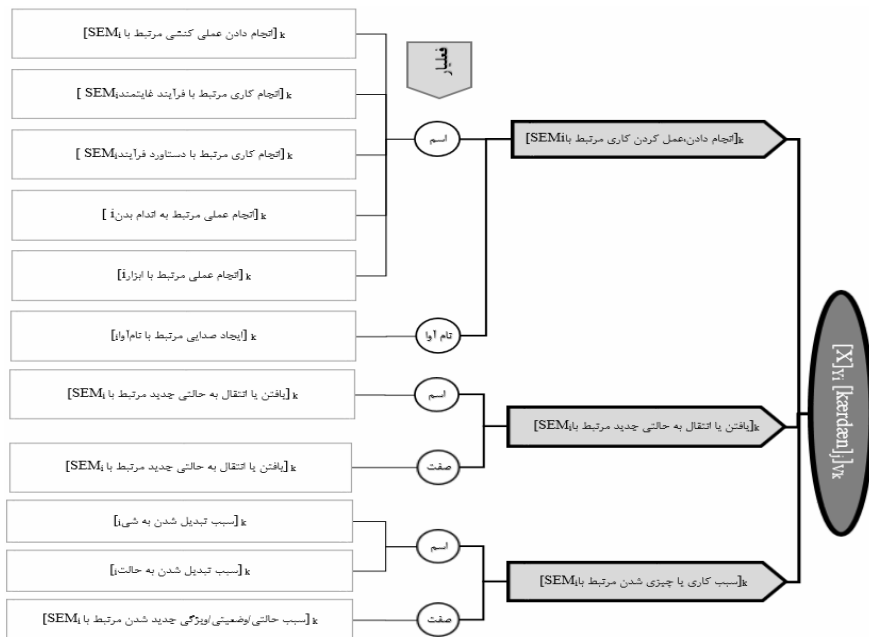 [X]Yi [kærdæn]j]Vk
[انجام دادن،عمل کردن کاری مرتبط باSEMi]k
فعلیار
اسم
[انجام دادن عملی کنشی مرتبط با SEMi] k
[انجام کاری مرتبط با فرآیند غایتمندSEMi ] k
[انجام کاری مرتبط با دستاورد فرآیندSEMi ] k
[انجام عملی مرتبط به اندام بدنi ] k
[انجام عملی مرتبط با ابزارi] k
نام آوا
[ایجاد صدایی مرتبط با نام‌آواi] k
[یافتن یا انتقال به حالتی جدید مرتبط باSEMi]k
اسم
[یافتن یا انتقال به حالتی جدید مرتبط با SEMi] k
صفت
[یافتن یا انتقال به حالتی جدید مرتبط با SEMi] k
[سبب کاری یا چیزی شدن مرتبط باSEMi]k
اسم
[سبب تبدیل شدن به شیi] k
[سبب تبدیل شدن به حالتi] k
صفت
[سبب حالتی/وضعیتی/ویژگی جدید شدن مرتبط با SEMi] k